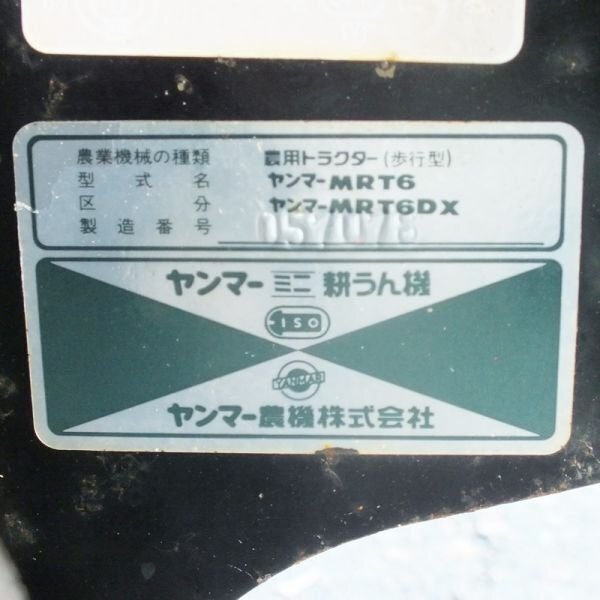 農業機械の種類 農用トラクター(歩行型)
型式名 ヤンマーMRT6
区分 ヤンマーMRT6DX
製造番号 057078
ヤンマーミニ耕うん機
ISO
YANMAR
ヤンマー農機株式会社